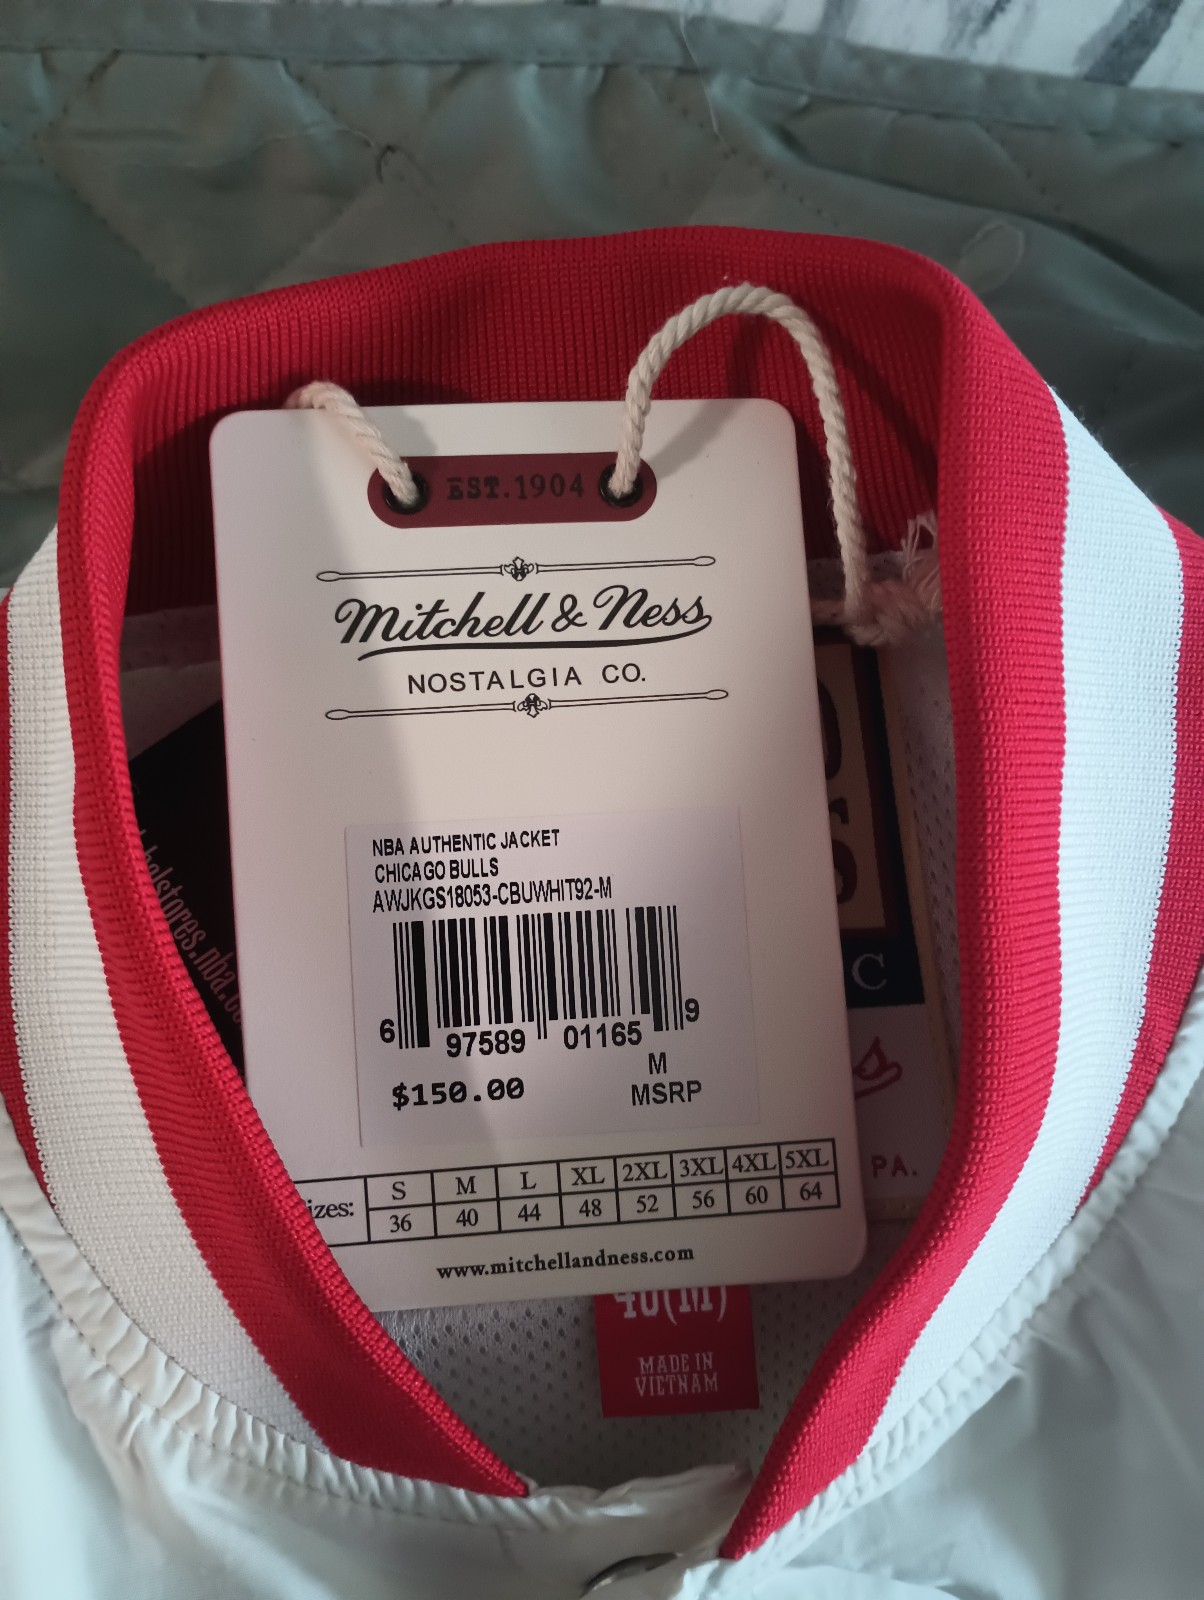 EST. 1904
Mitchell & Ness
NOSTALGIA CO.
NBA AUTHENTIC JACKET
CHICAGO BULLS
AWJKGS18053-CBUWHIT92-M
6 97589 01165 9
M
$150.00 MSRP
izes: S M L XL 2XL 3XL 4XL 5XL
36 40 44 48 52 56 60 64
www.mitchellandness.com
40(M)
MADE IN
VIETNAM
C
PA.